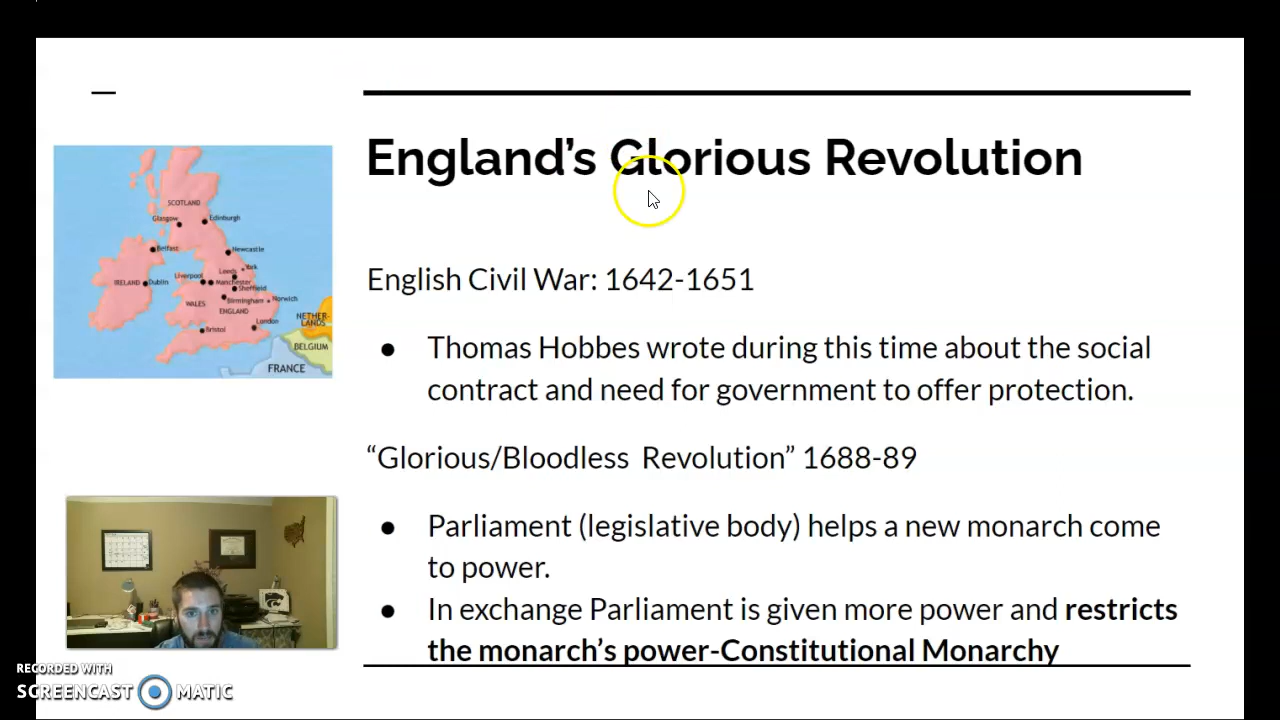 England's Glorious Revolution
English Civil War: 1642-1651
● Thomas Hobbes wrote during this time about the social
contract and need for government to offer protection.
“Glorious/Bloodless Revolution” 1688-89
● Parliament (legislative body) helps a new monarch come
to power.
● In exchange Parliament is given more power and restricts
the monarch's power-Constitutional Monarchy
SCOTLAND
Glasgow
Edinburgh
Belfast
Newcastle
IRELAND
Dublin
Liverpool
Leeds
York
Manchester
Sheffield
WALES
Birmingham
Norwich
ENGLAND
London
Bristol
NETHER-
LANDS
BELGIUM
FRANCE
RECORDED WITH
SCREENCAST MATIC